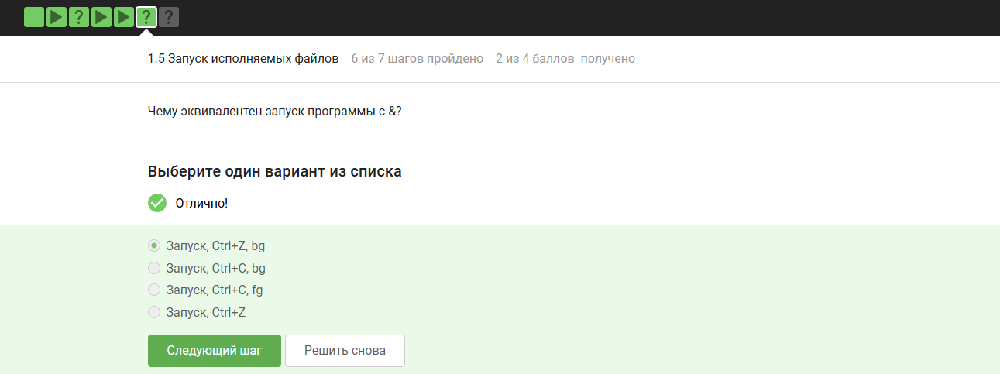 ? ? ?
1.5 Запуск исполняемых файлов 6 из 7 шагов пройдено 2 из 4 баллов получено
Чему эквивалентен запуск программы с &?
Выберите один вариант из списка
Отлично!
Запуск, Ctrl+Z, bg
Запуск, Ctrl+C, bg
Запуск, Ctrl+C, fg
Запуск, Ctrl+Z
Следующий шаг Решить снова